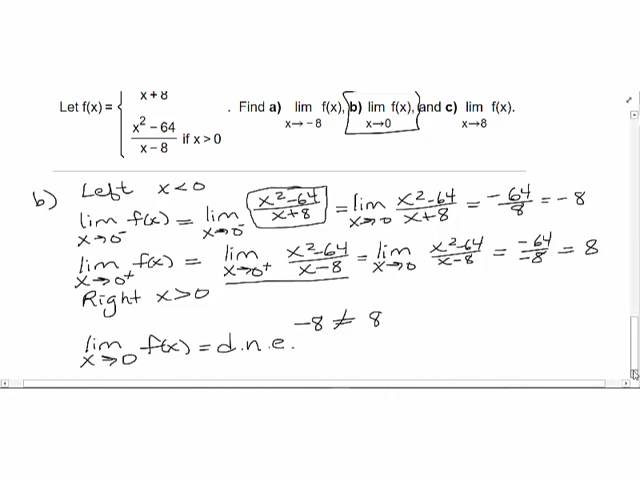 x + 8
Let f(x) = { . Find a) lim f(x), b) lim f(x), and c) lim f(x).
x→ −8 x→0 x→8
x² − 64
x − 8 if x > 0
b) Left x<0
lim f(x) = lim x²−64 / x+8 = lim x²−64 / x+8 = −64 / 8 = −8
x→0⁻ x→0⁻ x→0
lim f(x) = lim x²−64 / x−8 = lim x²−64 / x−8 = −64 / −8 = 8
x→0⁺ x→0⁺ x→0
Right x>0
−8 ≠ 8
lim f(x) = d.n.e.
x→0